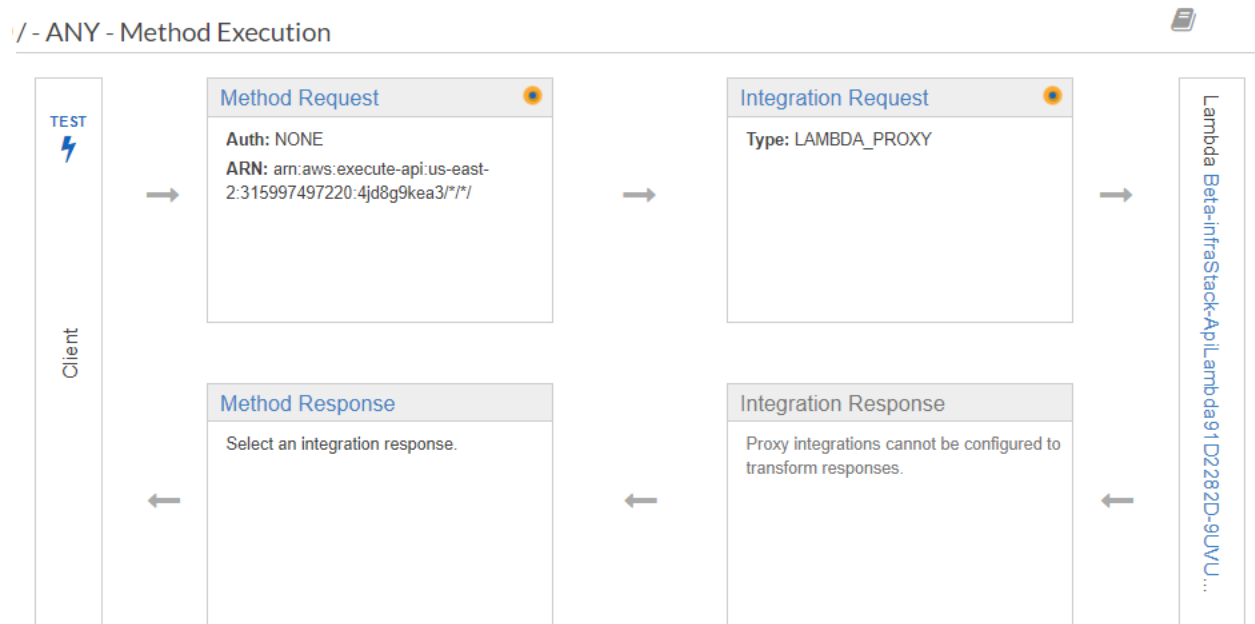 / - ANY - Method Execution
TEST
Client
Method Request
Auth: NONE
ARN: arn:aws:execute-api:us-east-
2:315997497220:4jd8g9kea3/*/*/
Integration Request
Type: LAMBDA_PROXY
Lambda Beta-infraStack-ApiLambda91D2282D-9UVU...
Method Response
Select an integration response.
Integration Response
Proxy integrations cannot be configured to
transform responses.